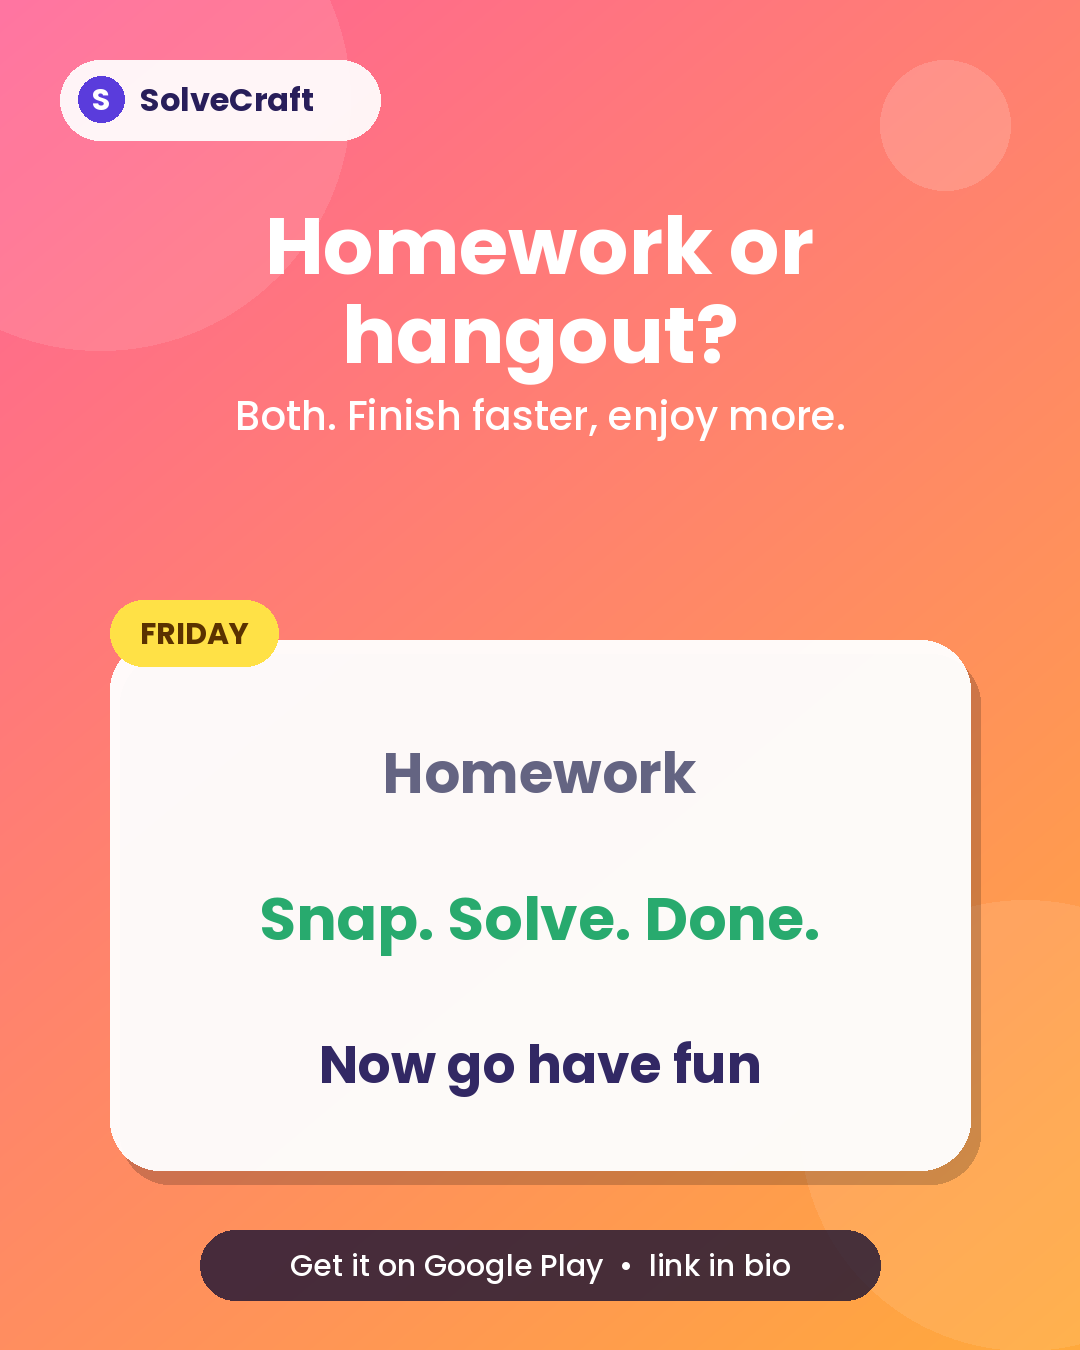 S SolveCraft
Homework or
hangout?
Both. Finish faster, enjoy more.
FRIDAY
Homework
Snap. Solve. Done.
Now go have fun
Get it on Google Play • link in bio